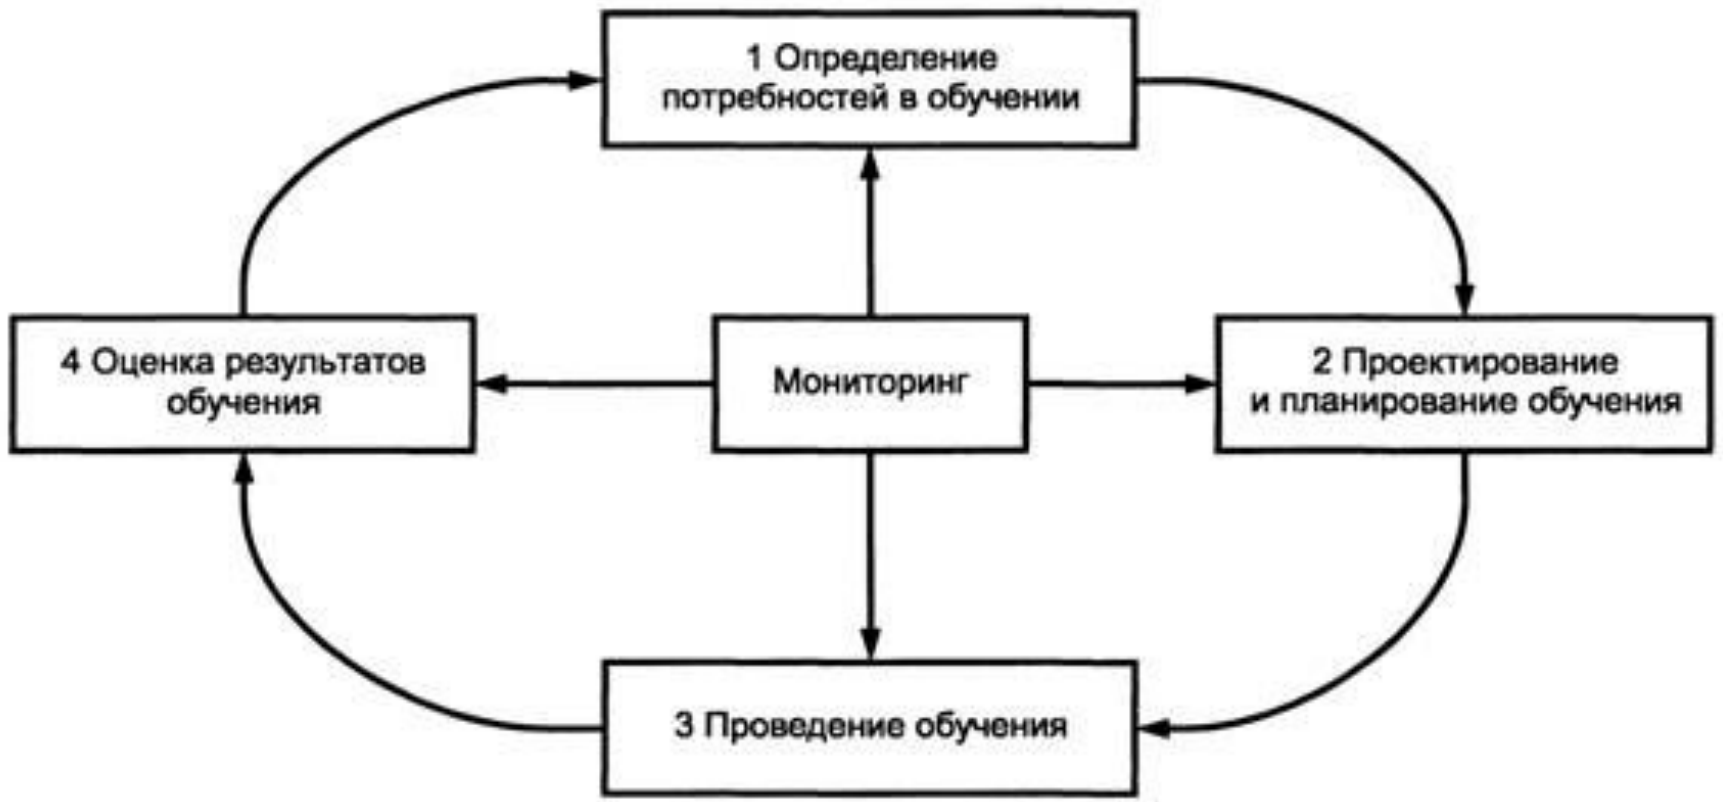 1 Определение
потребностей в обучении
4 Оценка результатов
обучения
Мониторинг
2 Проектирование
и планирование обучения
3 Проведение обучения